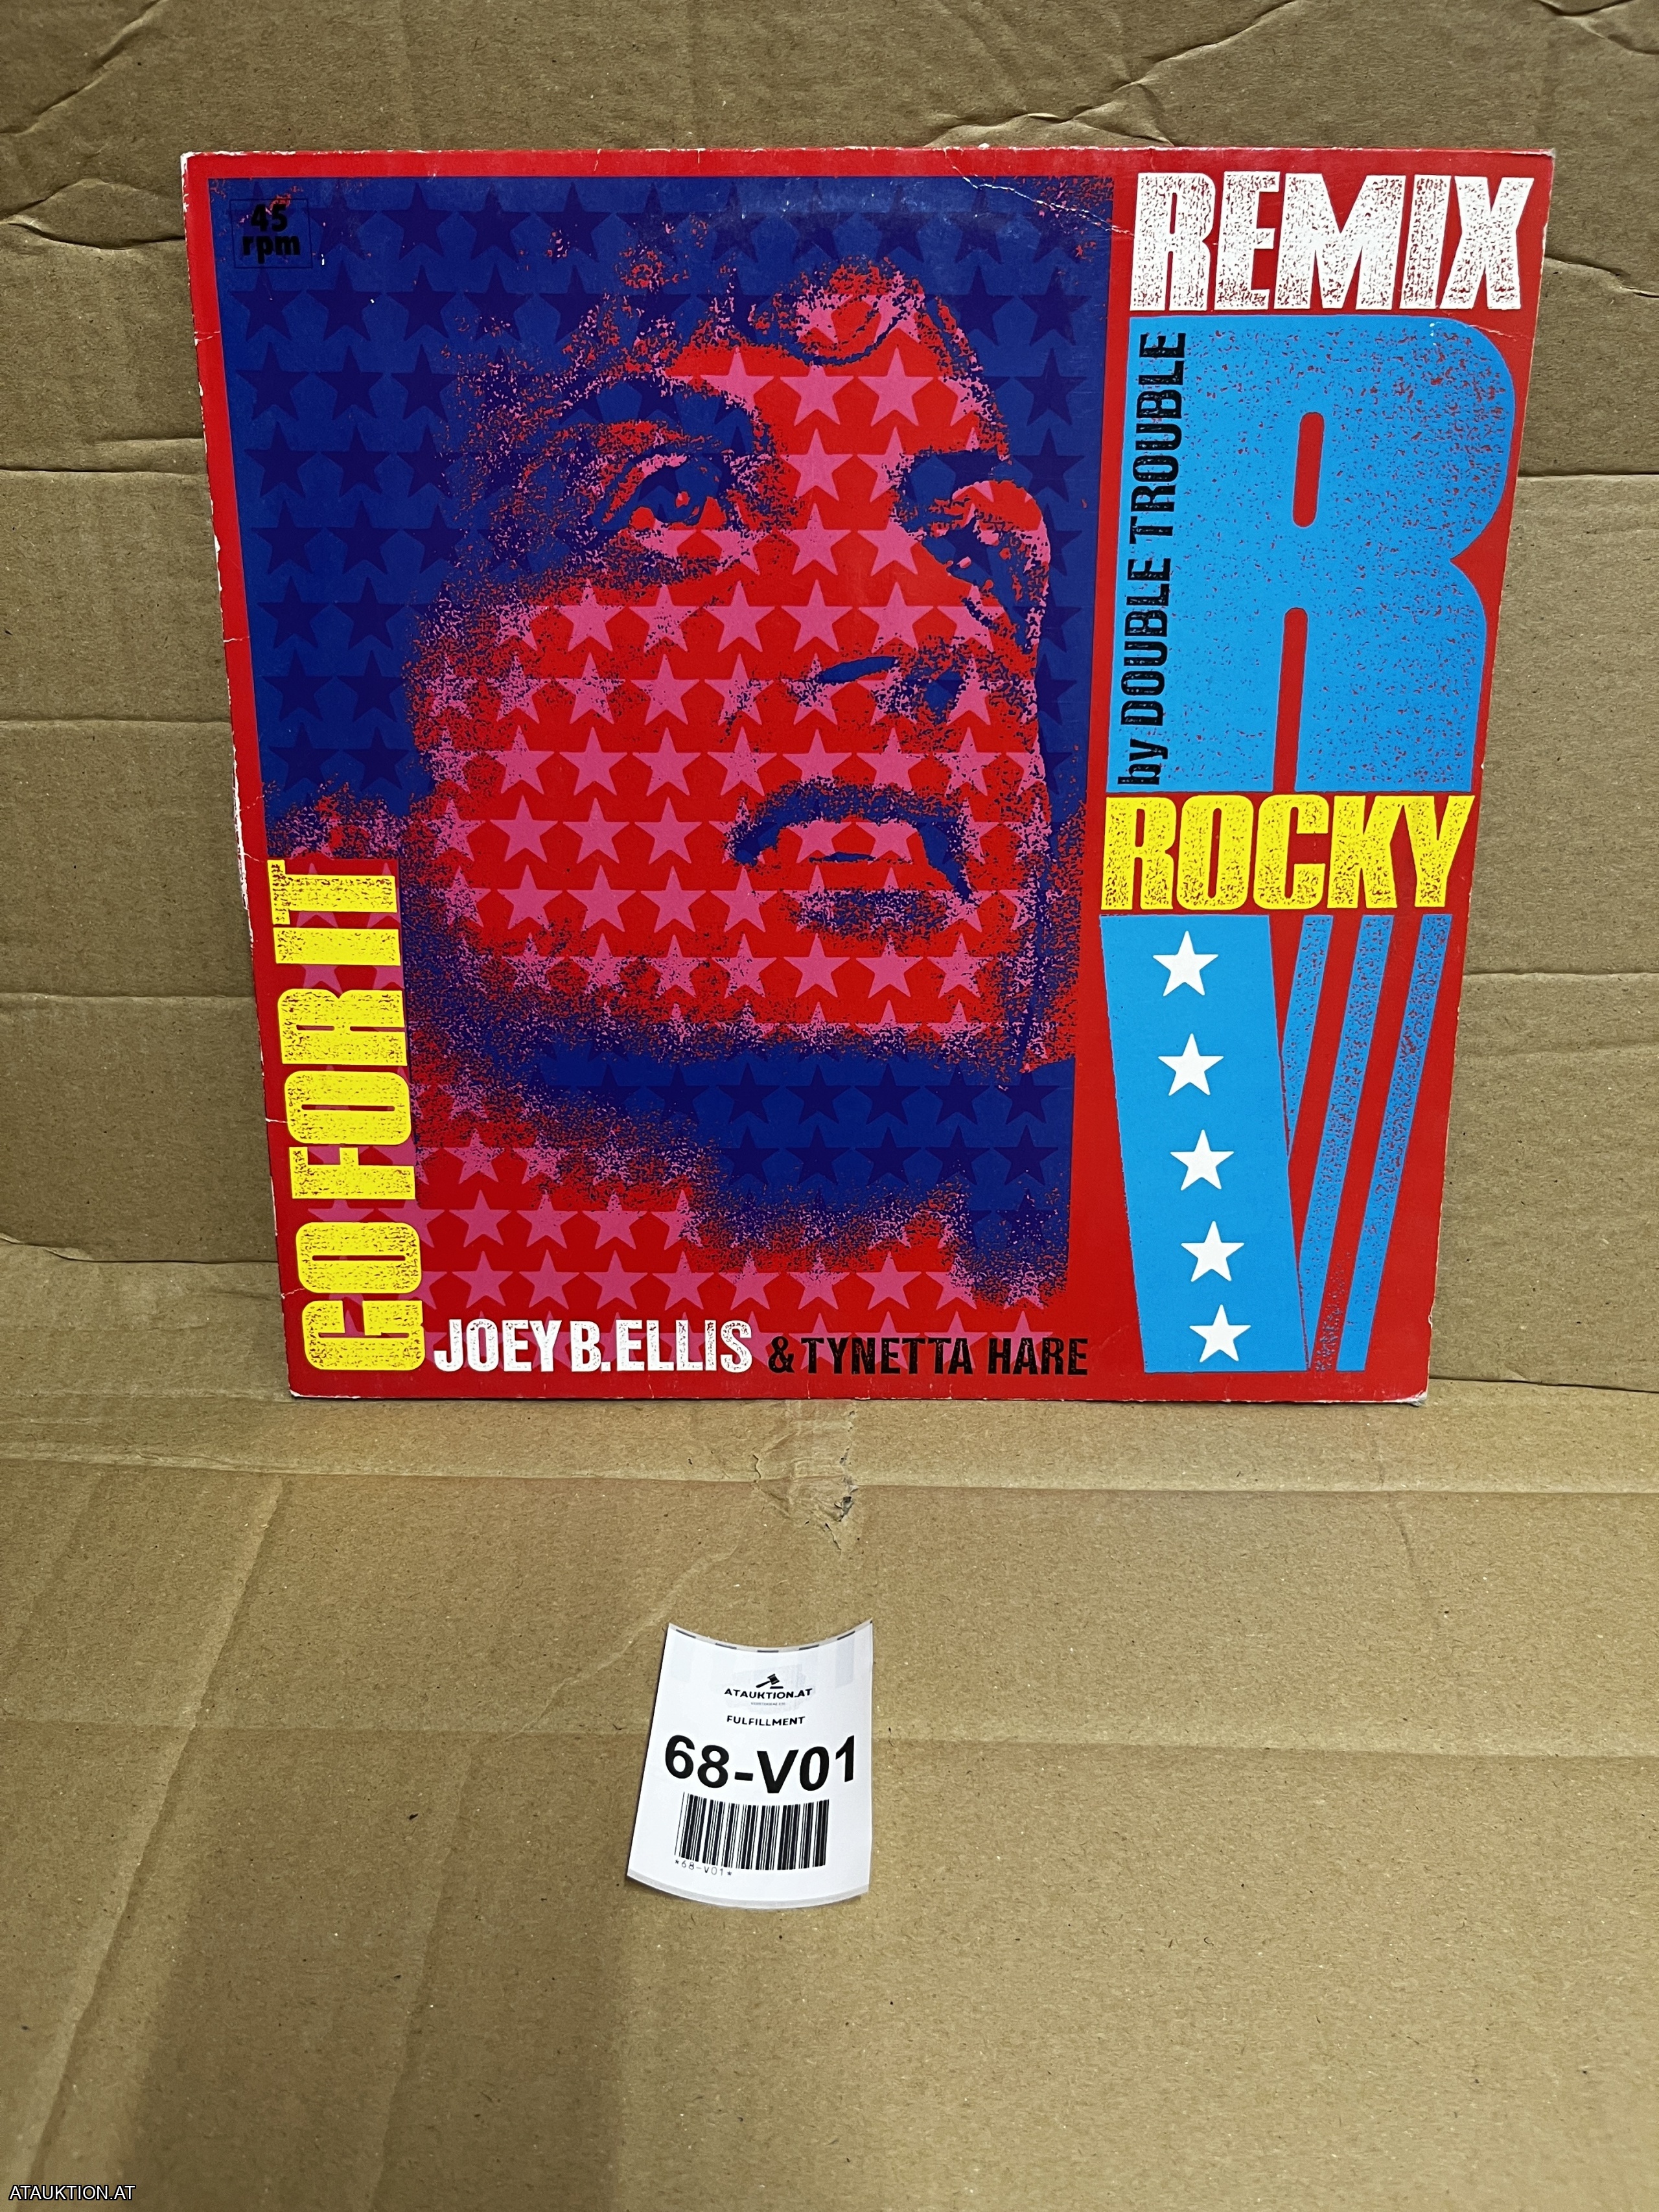 45
rpm
REMIX
by DOUBLE TROUBLE
R
ROCKY
V
GO FOR IT
JOEY B. ELLIS & TYNETTA HARE
ATAUKTION.AT
FULFILLMENT
68-V01
*68-V01*
ATAUKTION.AT